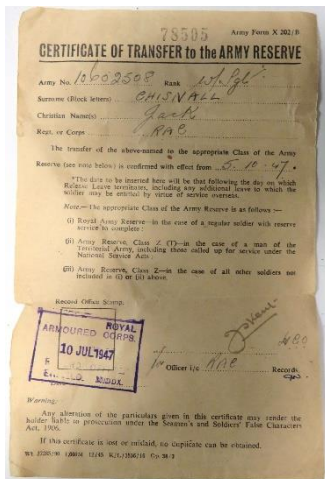 78595
Army Form X 202/B
CERTIFICATE OF TRANSFER to the ARMY RESERVE
Army No. 10602508 Rank
Surname (Block letters) CHISNALL
Christian Name(s) Jack
Regt. or Corps RAC
The transfer of the above-named to the appropriate Class of the Army
Reserve (see note below) is confirmed with effect from 5-10-47.
*The date to be inserted here will be that following the day on which
Release Leave terminates, including any additional leave to which the
soldier may be entitled by virtue of service overseas.
Note:—The appropriate Class of the Army Reserve is as follows :—
(i) Royal Army Reserve—in the case of a regular soldier with reserve
service to complete :
(ii) Army Reserve, Class Z (T)—in the case of a man of the
Territorial Army, including those called up for service under the
National Service Acts :
(iii) Army Reserve, Class Z—in the case of all other soldiers not
included in (i) or (ii) above.
Record Office Stamp.
ROYAL
ARMOURED CORPS.
10 JUL 1947
MIDDX.
for Officer i/c RAC Records
Warning:—
Any alteration of the particulars given in this certificate may render the
holder liable to prosecution under the Seamen's and Soldiers' False Characters
Act, 1906.
If this certificate is lost or mislaid, no duplicate can be obtained.